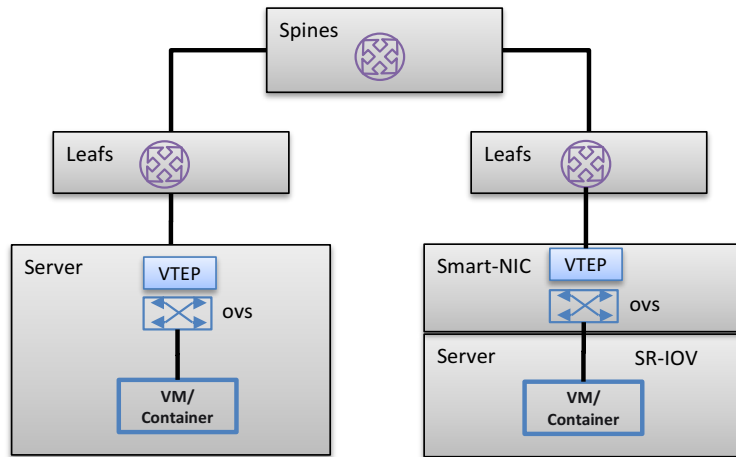 Spines
Leafs
Leafs
Server
VTEP
ovs
VM/
Container
Smart-NIC
VTEP
ovs
Server
SR-IOV
VM/
Container